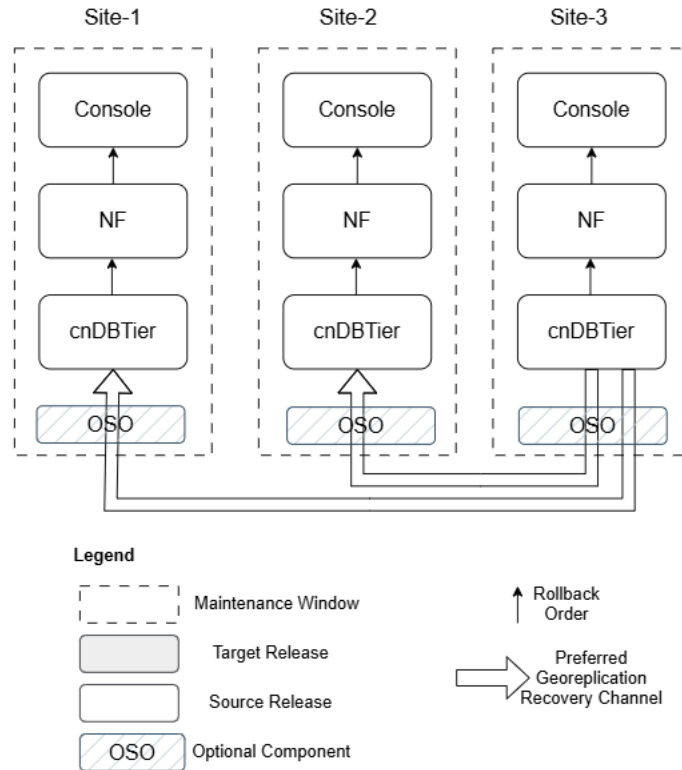 Site-1 Site-2 Site-3
Console Console Console
NF NF NF
cnDBTier cnDBTier cnDBTier
OSO OSO OSO
Legend
Maintenance Window
Rollback
Order
Target Release
Preferred
Georeplication
Recovery Channel
Source Release
OSO Optional Component